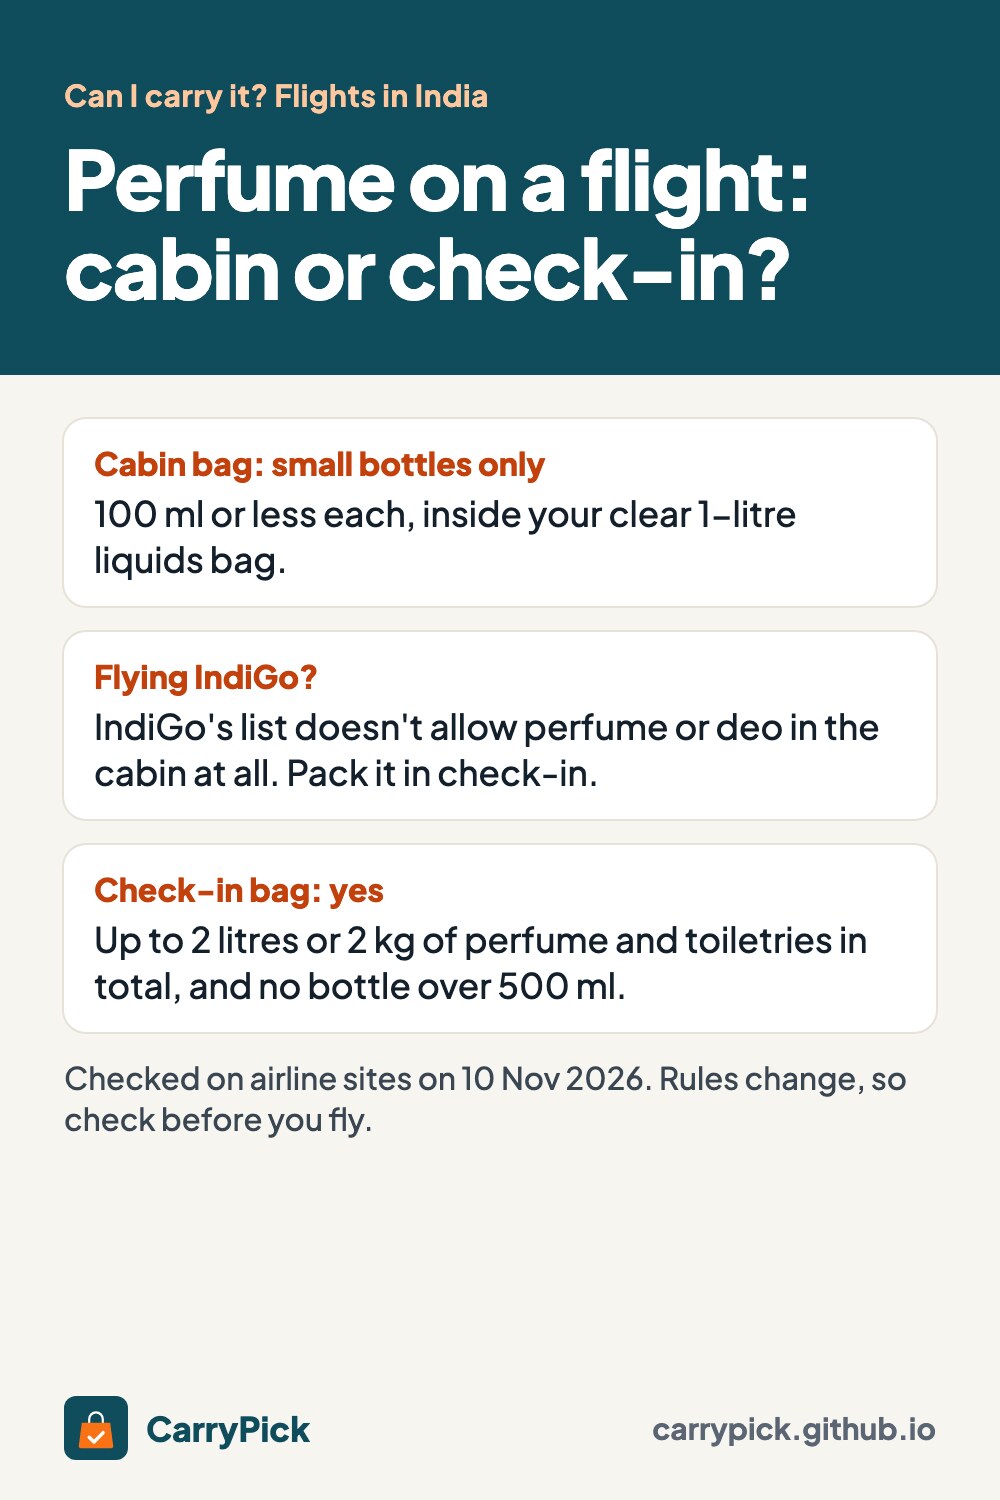 Can I carry it? Flights in India
Perfume on a flight:
cabin or check-in?
Cabin bag: small bottles only
100 ml or less each, inside your clear 1-litre
liquids bag.
Flying IndiGo?
IndiGo's list doesn't allow perfume or deo in the
cabin at all. Pack it in check-in.
Check-in bag: yes
Up to 2 litres or 2 kg of perfume and toiletries in
total, and no bottle over 500 ml.
Checked on airline sites on 10 Nov 2026. Rules change, so
check before you fly.
CarryPick
carrypick.github.io